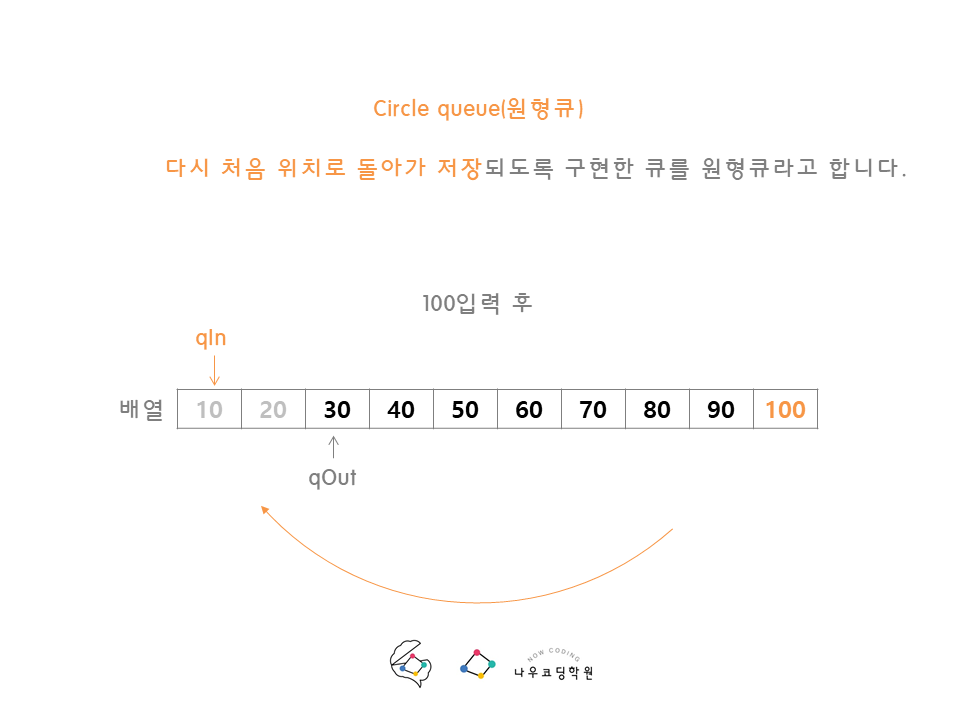 Circle queue(원형큐)
다시 처음 위치로 돌아가 저장되도록 구현한 큐를 원형큐라고 합니다.
100입력 후
qIn
배열 10 20 30 40 50 60 70 80 90 100
qOut
NOW CODING
나우코딩학원